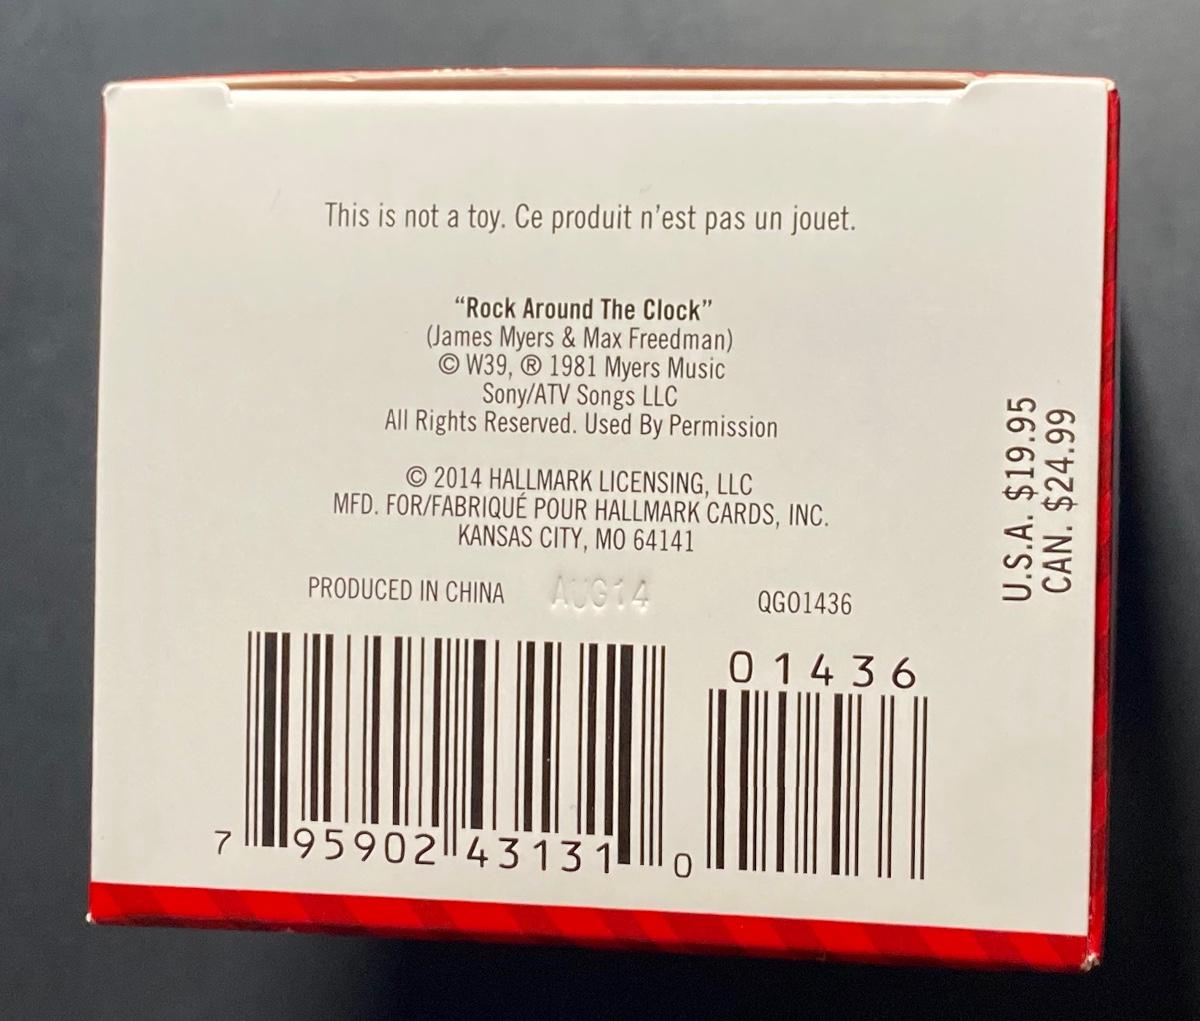 This is not a toy. Ce produit n'est pas un jouet.
“Rock Around The Clock”
(James Myers & Max Freedman)
© W39, ® 1981 Myers Music
Sony/ATV Songs LLC
All Rights Reserved. Used By Permission
© 2014 HALLMARK LICENSING, LLC
MFD. FOR/FABRIQUÉ POUR HALLMARK CARDS, INC.
KANSAS CITY, MO 64141
PRODUCED IN CHINA AUG14 QGO1436
01436
7 95902 43131 0
U.S.A. $19.95
CAN. $24.99